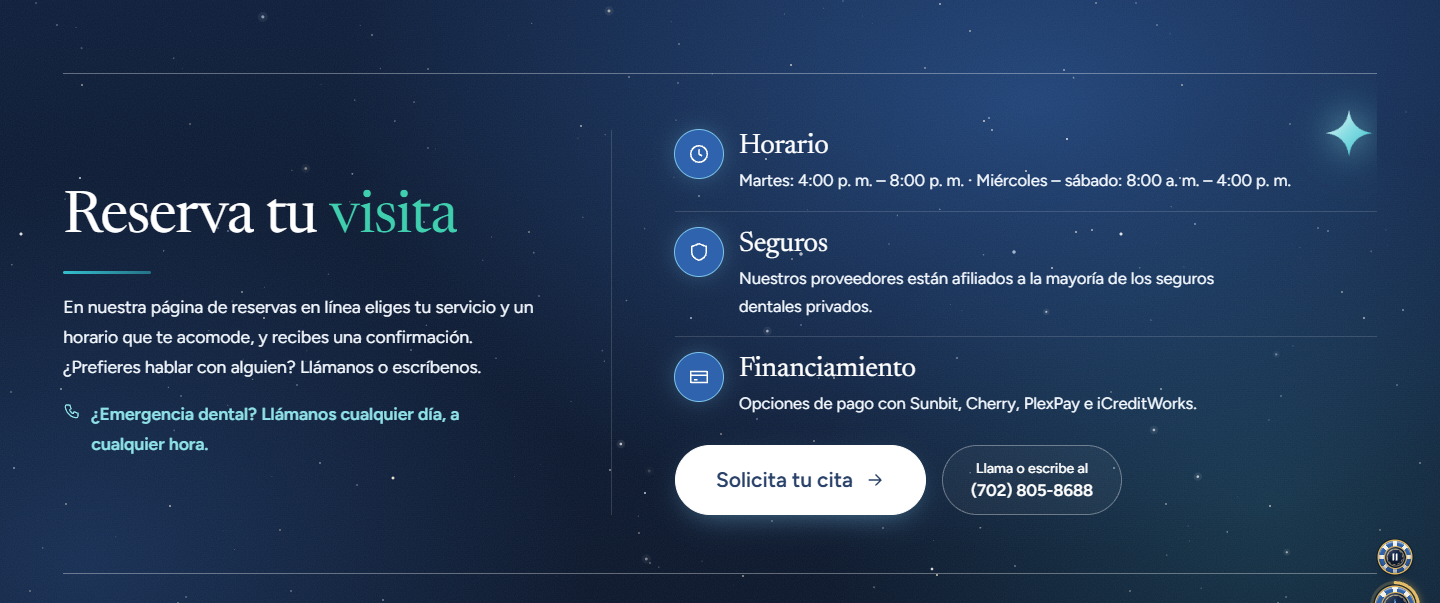 Reserva tu visita
En nuestra página de reservas en línea eliges tu servicio y un
horario que te acomode, y recibes una confirmación.
¿Prefieres hablar con alguien? Llámanos o escríbenos.
¿Emergencia dental? Llámanos cualquier día, a
cualquier hora.
Horario
Martes: 4:00 p. m. – 8:00 p. m. · Miércoles – sábado: 8:00 a. m. – 4:00 p. m.
Seguros
Nuestros proveedores están afiliados a la mayoría de los seguros
dentales privados.
Financiamiento
Opciones de pago con Sunbit, Cherry, PlexPay e iCreditWorks.
Solicita tu cita →
Llama o escribe al
(702) 805-8688